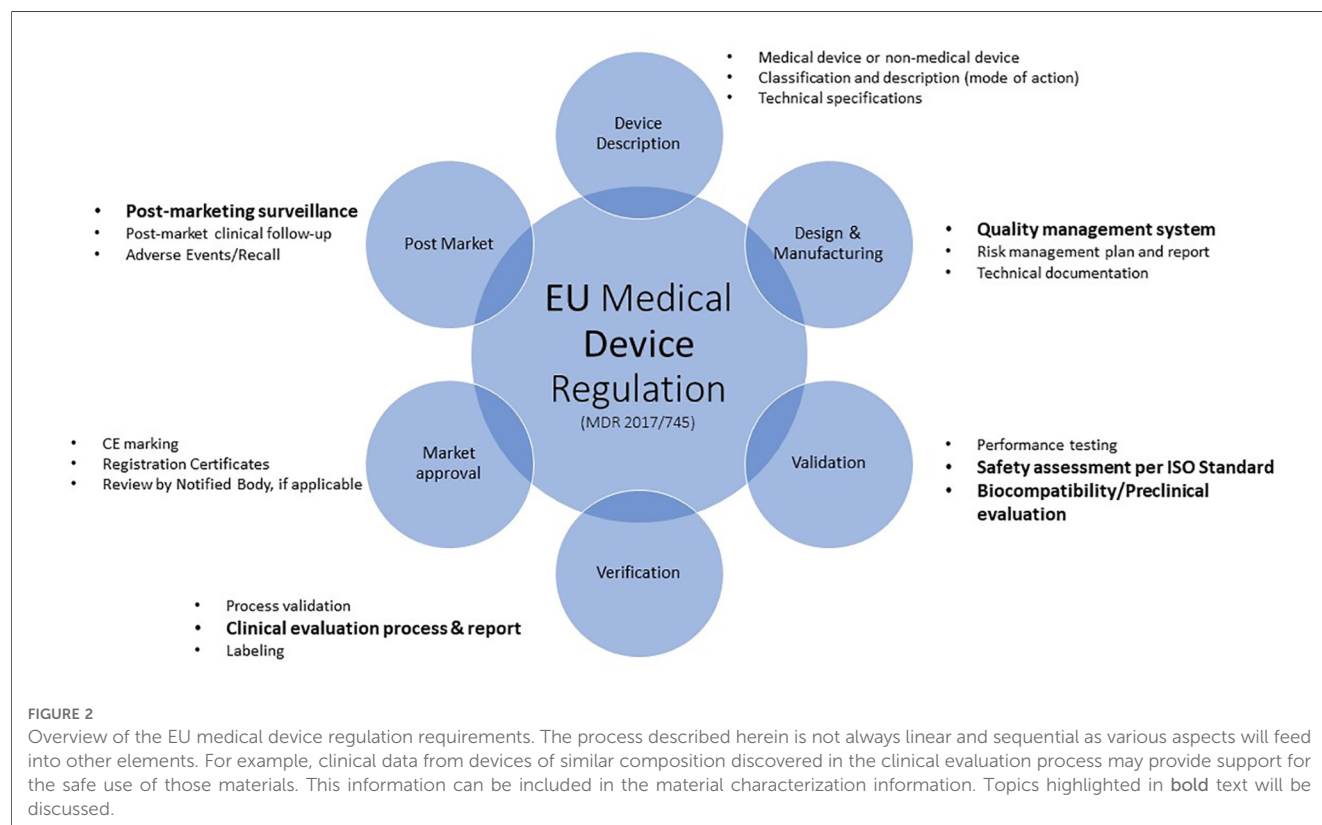 • Medical device or non-medical device
• Classification and description (mode of action)
• Technical specifications
Device
Description
• Post-marketing surveillance
• Post-market clinical follow-up
• Adverse Events/Recall
Post Market
Design &
Manufacturing
• Quality management system
• Risk management plan and report
• Technical documentation
EU Medical
Device
Regulation
(MDR 2017/745)
• CE marking
• Registration Certificates
• Review by Notified Body, if applicable
Market
approval
Validation
• Performance testing
• Safety assessment per ISO Standard
• Biocompatibility/Preclinical
evaluation
Verification
• Process validation
• Clinical evaluation process & report
• Labeling
FIGURE 2
Overview of the EU medical device regulation requirements. The process described herein is not always linear and sequential as various aspects will feed
into other elements. For example, clinical data from devices of similar composition discovered in the clinical evaluation process may provide support for
the safe use of those materials. This information can be included in the material characterization information. Topics highlighted in bold text will be
discussed.